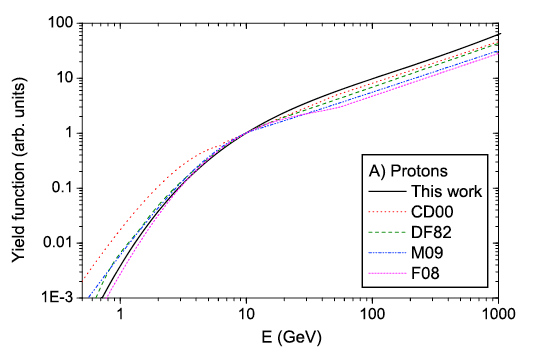 100
10
1
0.1
0.01
1E-3
Yield function (arb. units)
A) Protons
This work
CD00
DF82
M09
F08
1
10
100
1000
E (GeV)